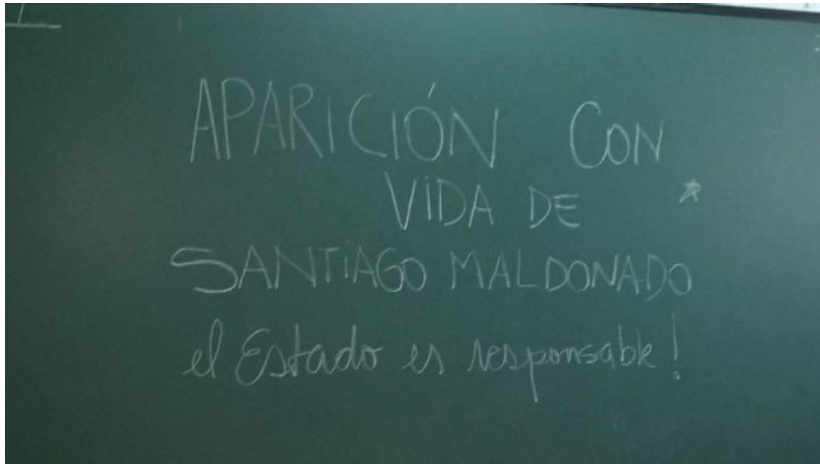 APARICIÓN CON
VIDA DE
SANTIAGO MALDONADO
el Estado es responsable!